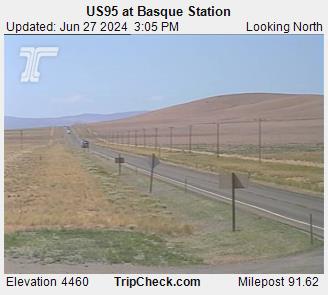 US95 at Basque Station
Updated: Jun 27 2024 3:05 PM Looking North
Elevation 4460 TripCheck.com Milepost 91.62